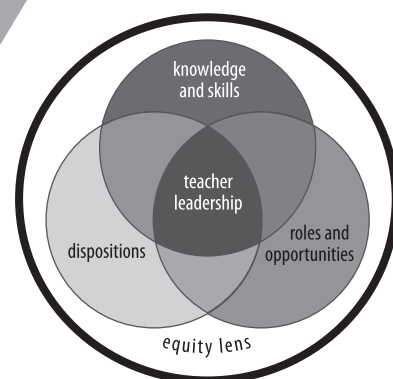 knowledge
and skills
teacher
leadership
dispositions
roles and
opportunities
equity lens